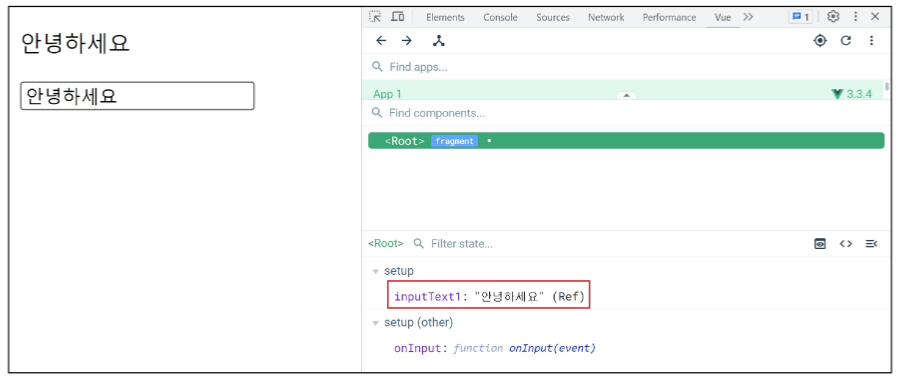 안녕하세요
안녕하세요
Elements Console Sources Network Performance Vue 1
Find apps...
App 1 3.3.4
Find components...
<Root> fragment
<Root> Filter state...
setup
inputText1: "안녕하세요" (Ref)
setup (other)
onInput: function onInput(event)